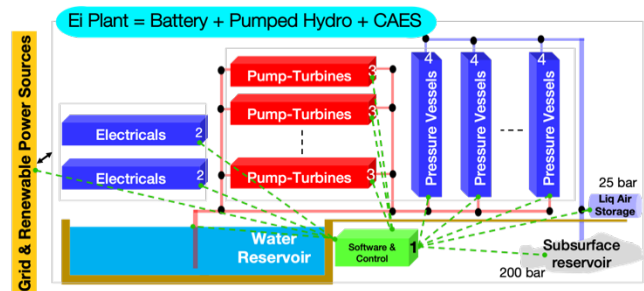 Ei Plant = Battery + Pumped Hydro + CAES
Grid & Renewable Power Sources
Electricals 2
Electricals 2
Pump-Turbines 3
Pump-Turbines 3
Pump-Turbines 3
Pressure Vessels 4
Pressure Vessels 4
Pressure Vessels 4
25 bar
Liq Air
Storage
Water
Reservoir
Software &
Control
1
Subsurface
reservoir
200 bar